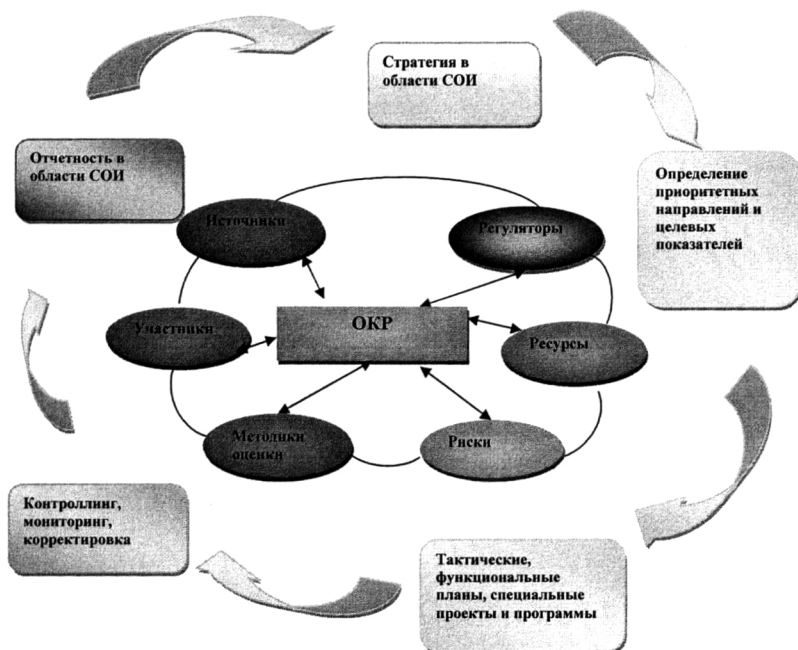 Стратегия в
области СОИ
Отчетность в
области СОИ
Определение
приоритетных
направлений и
целевых
показателей
Источники
Регуляторы
ОКР
Участники
Ресурсы
Методики
оценки
Риски
Контроллинг,
мониторинг,
корректировка
Тактические,
функциональные
планы, специальные
проекты и программы